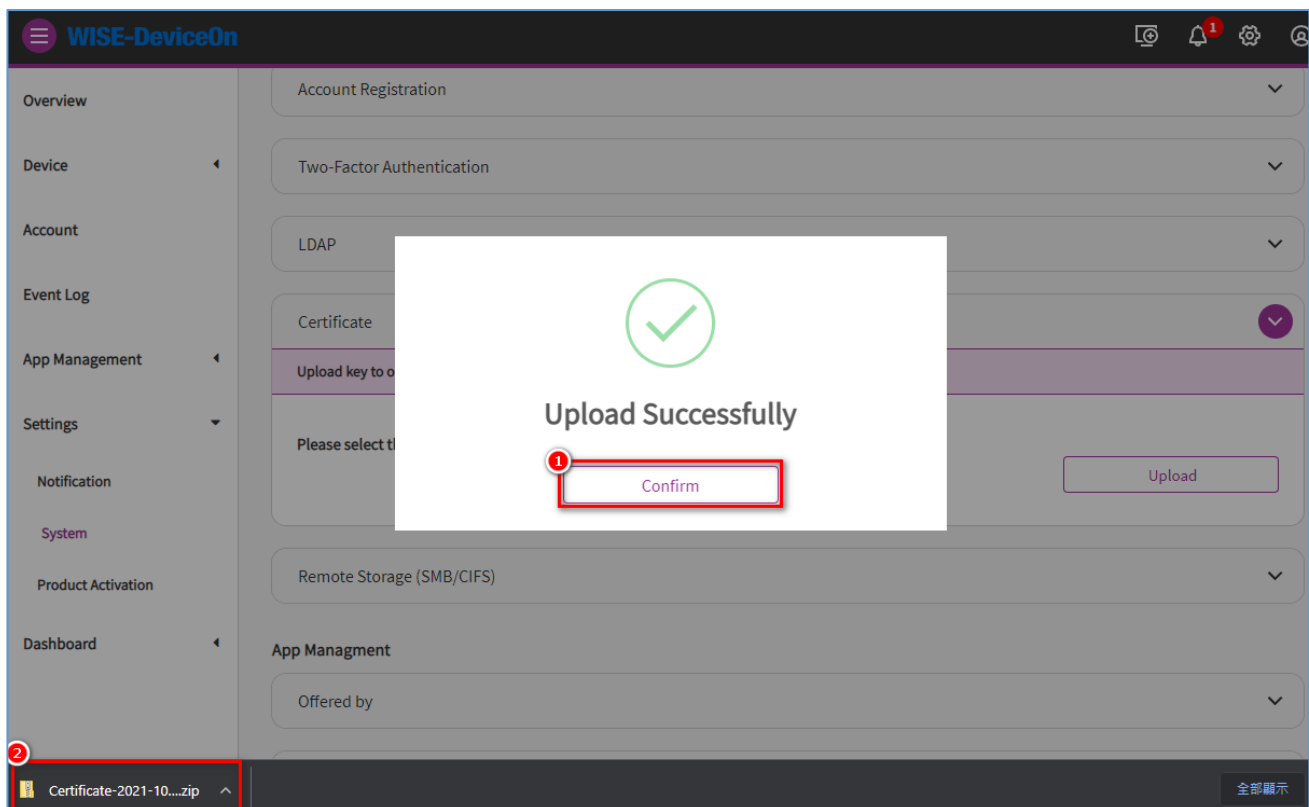 WISE-DeviceOn
1
Overview
Device
Account
Event Log
App Management
Settings
Notification
System
Product Activation
Dashboard
Account Registration
Two-Factor Authentication
LDAP
Certificate
Upload key to o
Please select t
Upload
Upload Successfully
1
Confirm
Remote Storage (SMB/CIFS)
App Managment
Offered by
2
Certificate-2021-10....zip
全部顯示